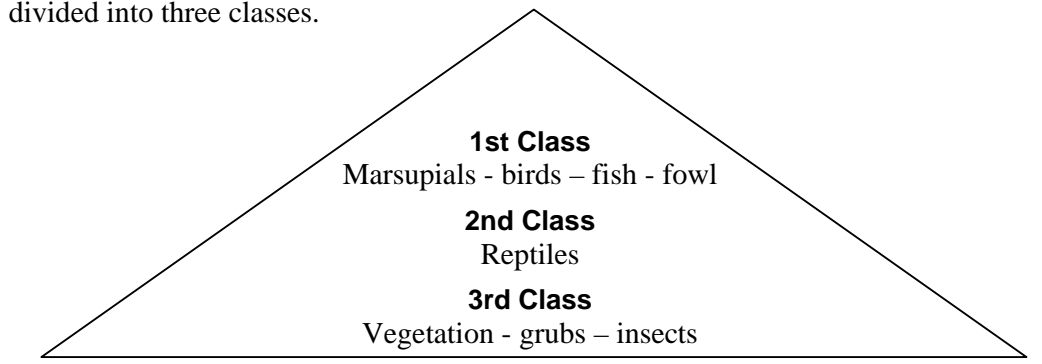 divided into three classes.
1st Class
Marsupials - birds – fish - fowl
2nd Class
Reptiles
3rd Class
Vegetation - grubs – insects